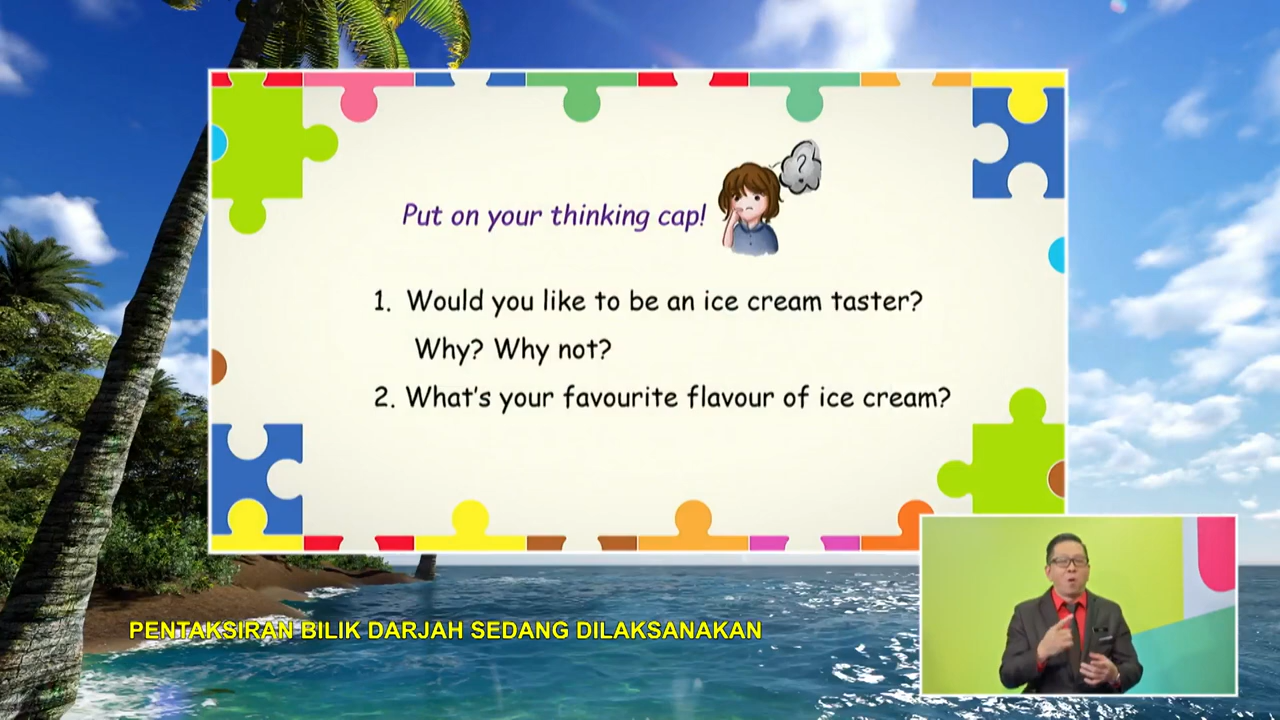 Put on your thinking cap!
?
1. Would you like to be an ice cream taster?
Why? Why not?
2. What's your favourite flavour of ice cream?
PENTAKSIRAN BILIK DARJAH SEDANG DILAKSANAKAN